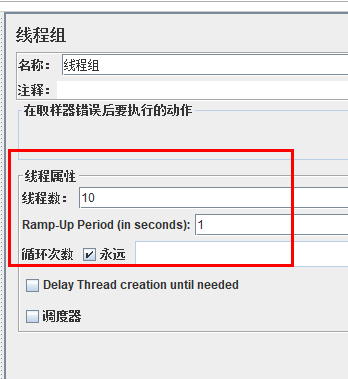 线程组
名称： 线程组
注释：
在取样器错误后要执行的动作
线程属性
线程数： 10
Ramp-Up Period (in seconds): 1
循环次数 永远
Delay Thread creation until needed
调度器